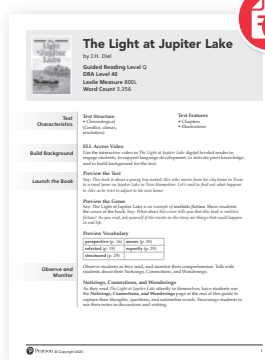 The Light at Jupiter Lake
by J.H. Diel
Guided Reading Level Q
DRA Level 40
Lexile Measure 800L
Word Count 3,356
Text Characteristics
Text Structure
• Chronological
(Conflict, climax,
resolution)
Text Features
• Chapters
• Illustrations
Build Background
ELL Access Video
Use the interactive video in The Light at Jupiter Lake digital leveled reader to
engage students, to support language development, to activate prior knowledge,
and to build background for the text.
Launch the Book
Preview the Text
Say: This book is about a young boy named Alec who moves from his city home in Texas
to a rural home on Jupiter Lake in New Hampshire. Let's read to find out what happens
to Alec as he tries to adjust to his new home.
Preview the Genre
Say: The Light at Jupiter Lake is an example of realistic fiction. Show students
the cover of the book. Say: What about this cover tells you that this book is realistic
fiction? As you read, ask yourself if the events in the story are things that could happen
in real life.
Preview Vocabulary
perspective (p. 16) access (p. 28)
selected (p. 19) expertly (p. 29)
structured (p. 25)
Observe and Monitor
Observe students as they read, and monitor their comprehension. Talk with
students about their Noticings, Connections, and Wonderings.
Noticings, Connections, and Wonderings
As they read The Light at Jupiter Lake silently to themselves, have students use
the Noticings, Connections, and Wonderings page at the end of this guide to
capture their thoughts, questions, and unfamiliar words. Encourage students to
use their notes in discussions and writing.
Pearson © Copyright 2020
1